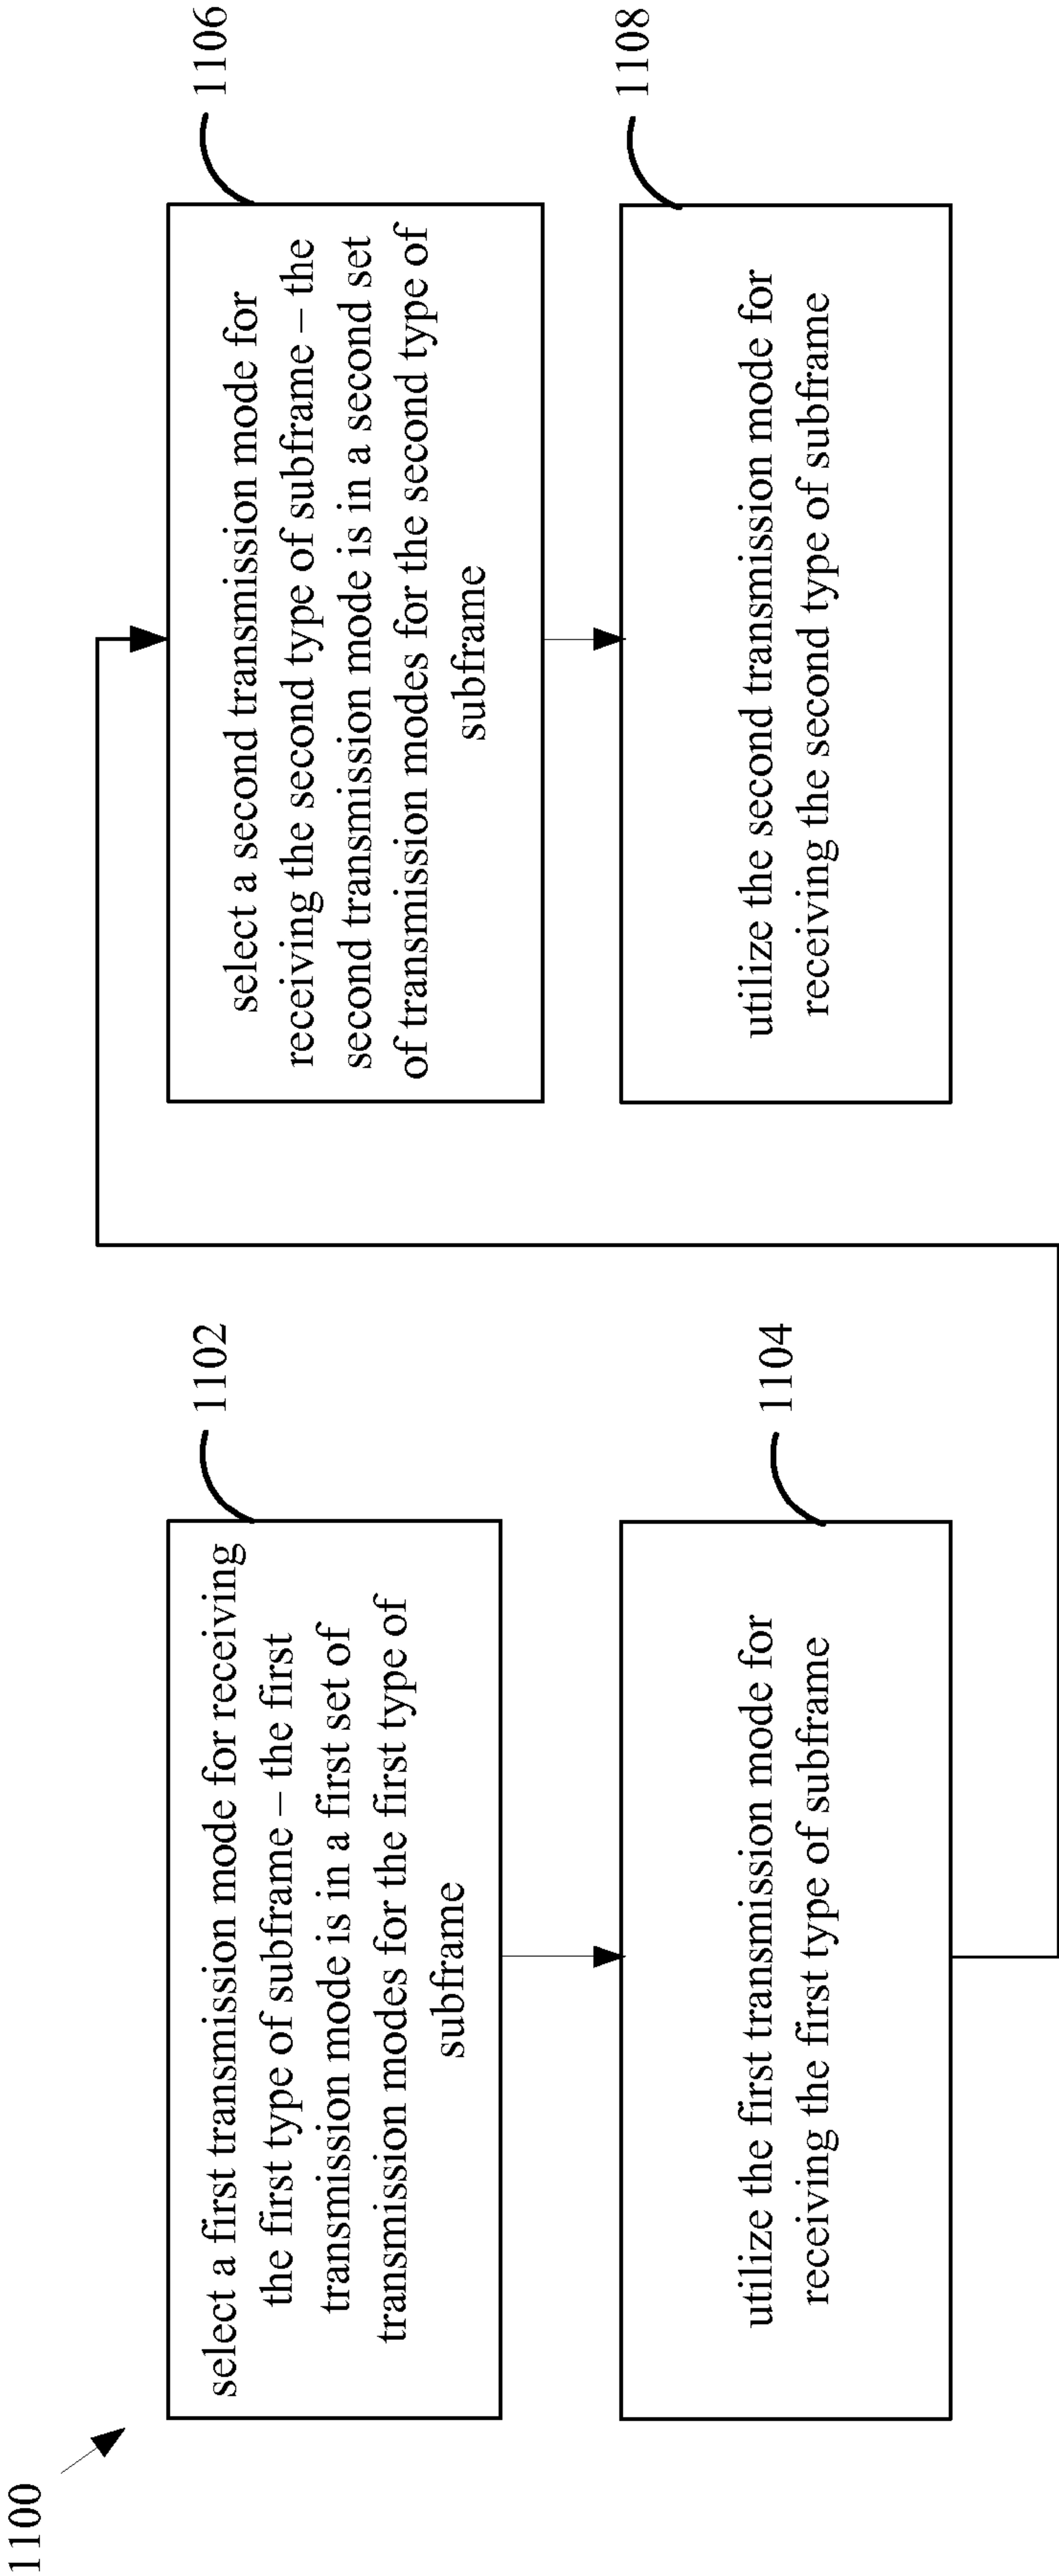 1100
1102
select a first transmission mode for receiving
the first type of subframe – the first
transmission mode is in a first set of
transmission modes for the first type of
subframe
1104
utilize the first transmission mode for
receiving the first type of subframe
1106
select a second transmission mode for
receiving the second type of subframe – the
second transmission mode is in a second set
of transmission modes for the second type of
subframe
1108
utilize the second transmission mode for
receiving the second type of subframe